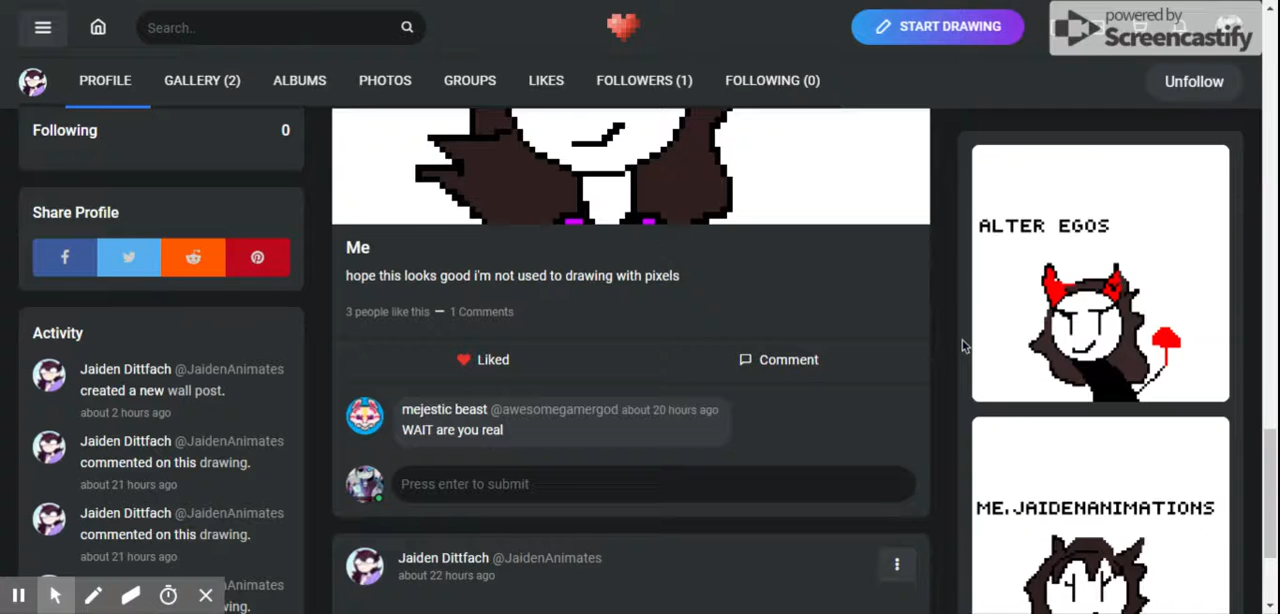 Search..
START DRAWING
powered by
Screencastify
PROFILE
GALLERY (2)
ALBUMS
PHOTOS
GROUPS
LIKES
FOLLOWERS (1)
FOLLOWING (0)
Unfollow
Following 0
Share Profile
Activity
Jaiden Dittfach @JaidenAnimates
created a new wall post.
about 2 hours ago
Jaiden Dittfach @JaidenAnimates
commented on this drawing.
about 21 hours ago
Jaiden Dittfach @JaidenAnimates
commented on this drawing.
about 21 hours ago
Me
hope this looks good i'm not used to drawing with pixels
3 people like this — 1 Comments
Liked
Comment
mejestic beast @awesomegamergod about 20 hours ago
WAIT are you real
Press enter to submit
Jaiden Dittfach @JaidenAnimates
about 22 hours ago
ALTER EGOS
ME.JAIDENANIMATIONS